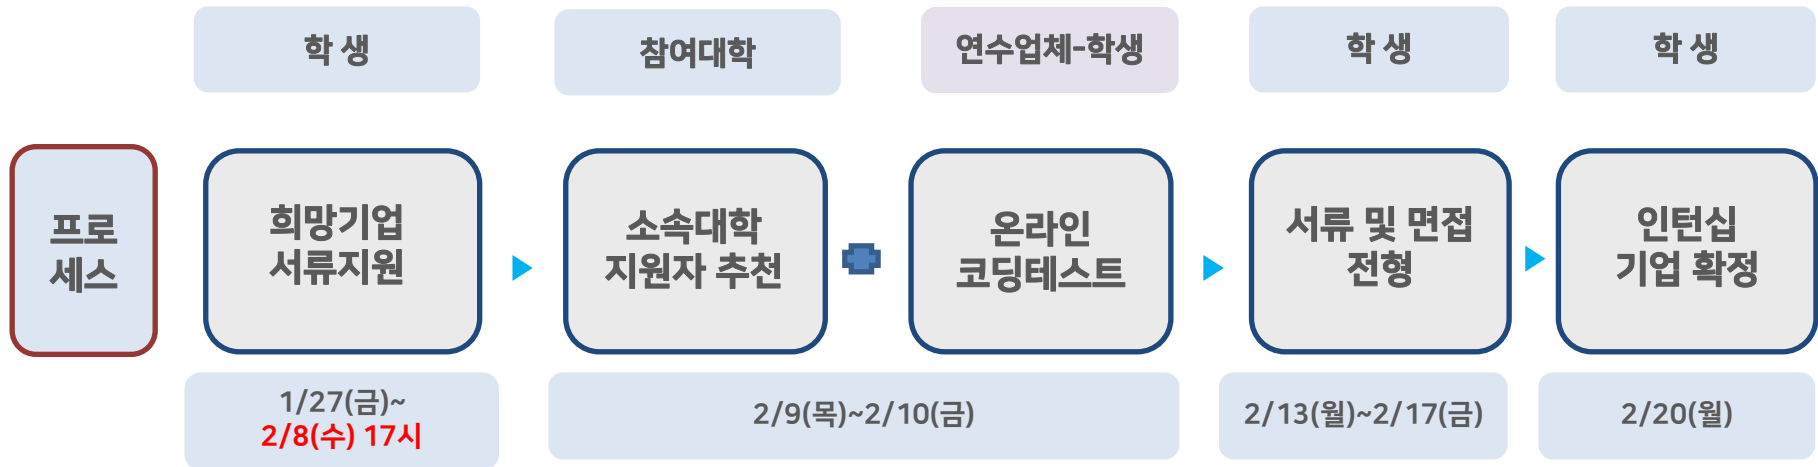 학 생
참여대학
연수업체-학생
학 생
학 생
프로
세스
희망기업
서류지원
소속대학
지원자 추천
온라인
코딩테스트
서류 및 면접
전형
인턴십
기업 확정
1/27(금)~
2/8(수) 17시
2/9(목)~2/10(금)
2/13(월)~2/17(금)
2/20(월)